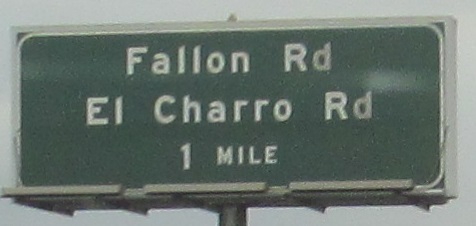 Fallon Rd
El Charro Rd
1 MILE